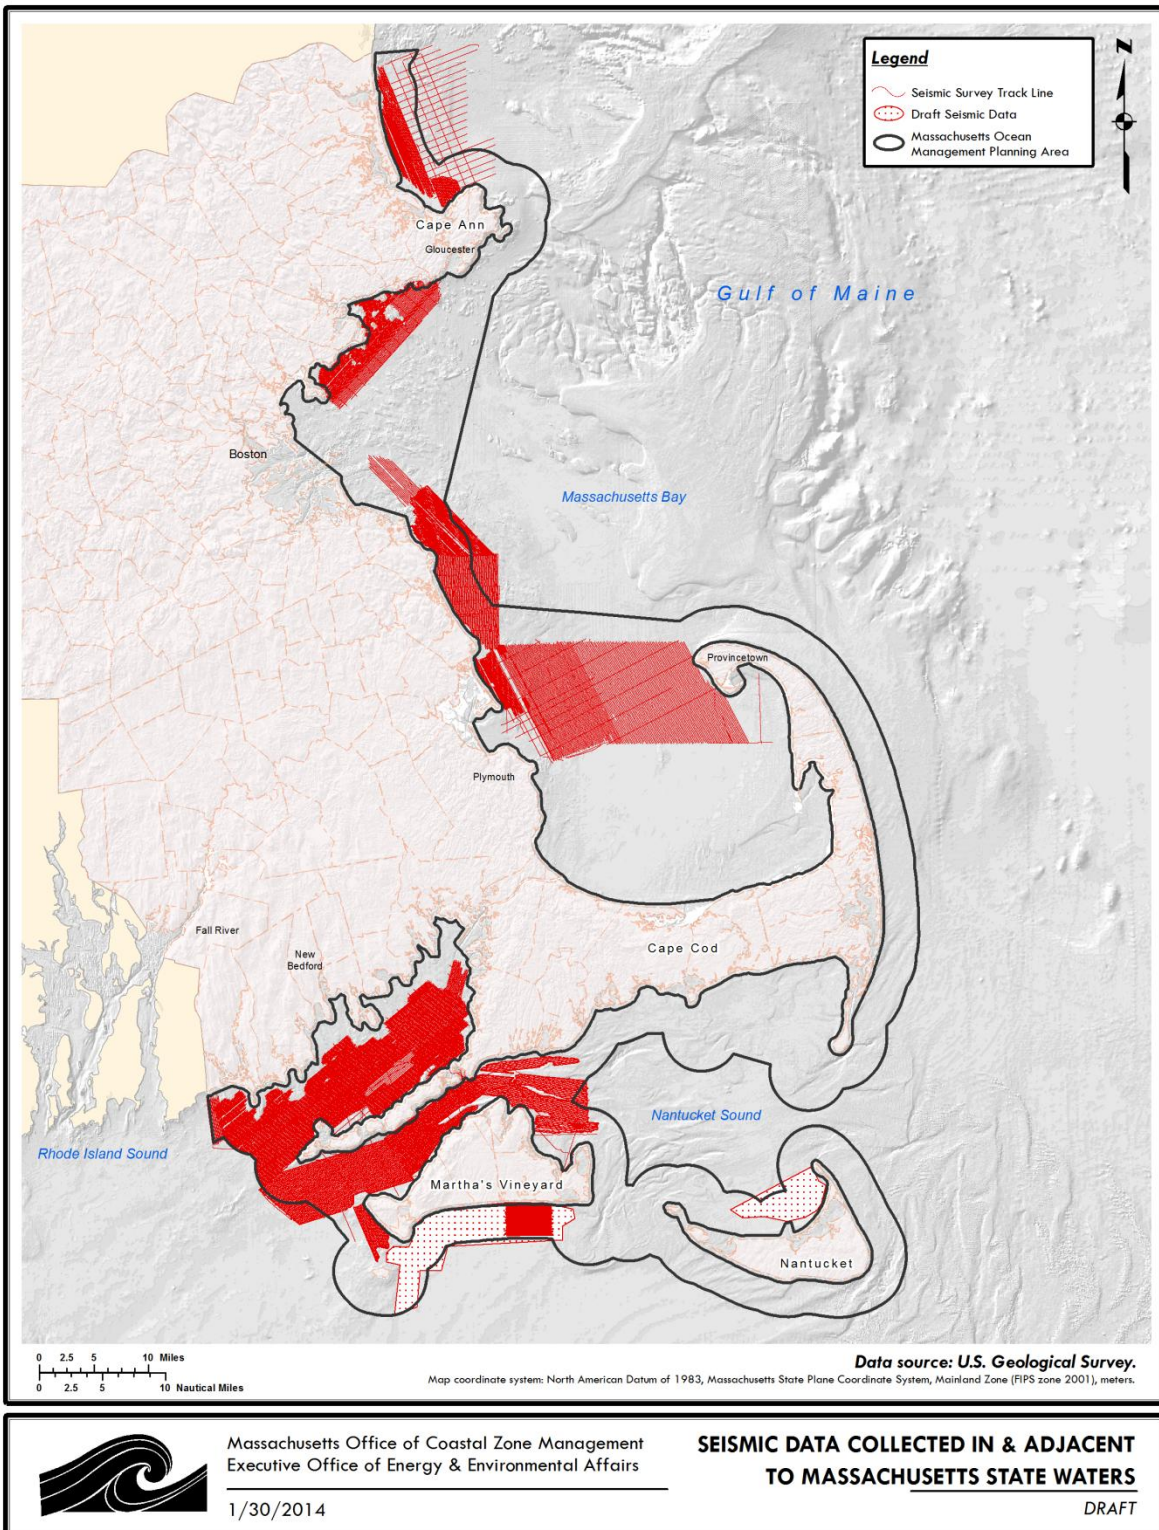 Legend
Seismic Survey Track Line
Draft Seismic Data
Massachusetts Ocean
Management Planning Area
N
Cape Ann
Gloucester
Gulf of Maine
Boston
Massachusetts Bay
Provincetown
Plymouth
Fall River
New
Bedford
Cape Cod
Nantucket Sound
Rhode Island Sound
Martha's Vineyard
Nantucket
0 2.5 5 10 Miles
0 2.5 5 10 Nautical Miles
Data source: U.S. Geological Survey.
Map coordinate system: North American Datum of 1983, Massachusetts State Plane Coordinate System, Mainland Zone (FIPS zone 2001), meters.
Massachusetts Office of Coastal Zone Management
Executive Office of Energy & Environmental Affairs
1/30/2014
SEISMIC DATA COLLECTED IN & ADJACENT
TO MASSACHUSETTS STATE WATERS
DRAFT